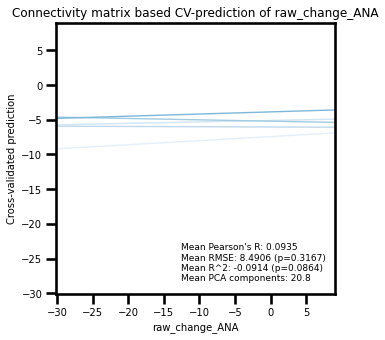 Connectivity matrix based CV-prediction of raw_change_ANA
Cross-validated prediction
5
0
−5
−10
−15
−20
−25
−30
Mean Pearson's R: 0.0935
Mean RMSE: 8.4906 (p=0.3167)
Mean R^2: -0.0914 (p=0.0864)
Mean PCA components: 20.8
−30
−25
−20
−15
−10
−5
0
5
raw_change_ANA